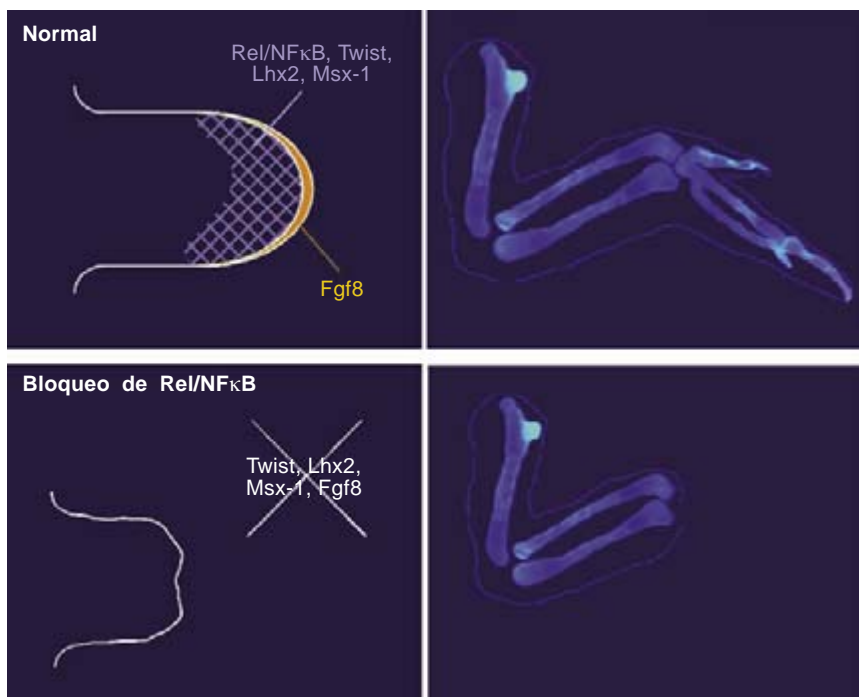 Normal
Rel/NFκB, Twist,
Lhx2, Msx-1
Fgf8
Bloqueo de Rel/NFκB
Twist, Lhx2,
Msx-1, Fgf8